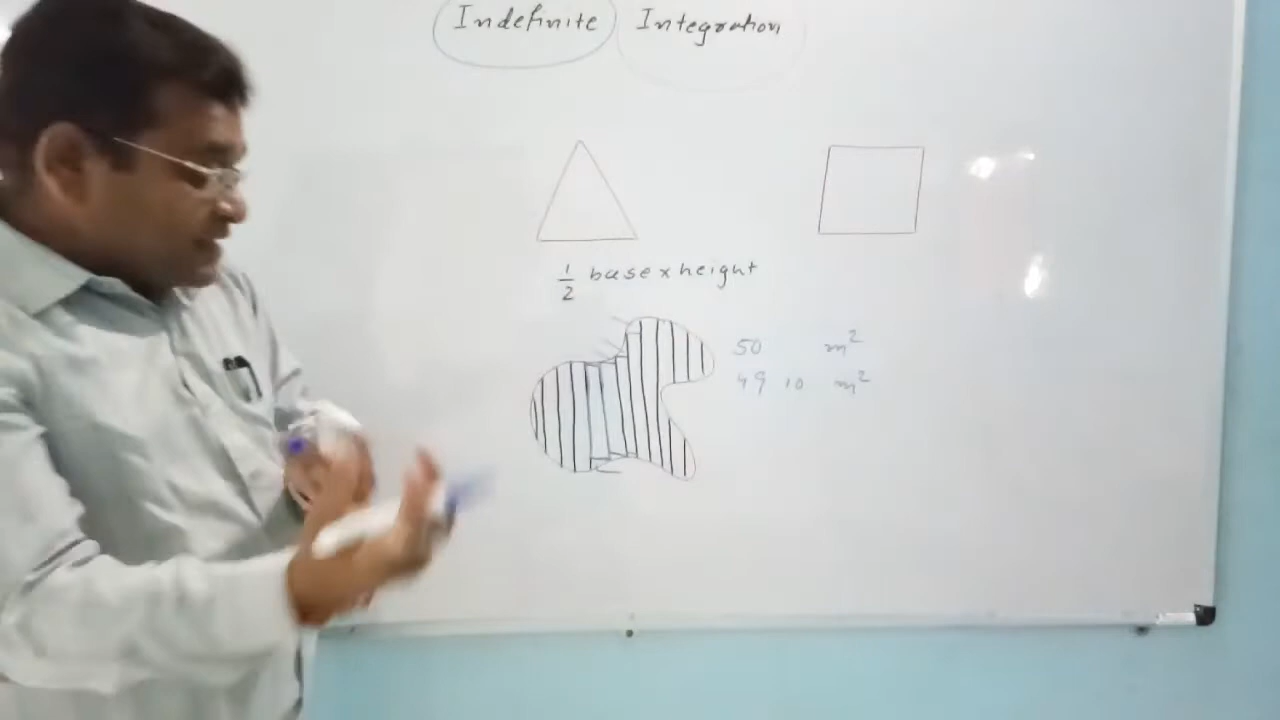 Indefinite Integration
1/2 base x height
50 m²
49 10 m²